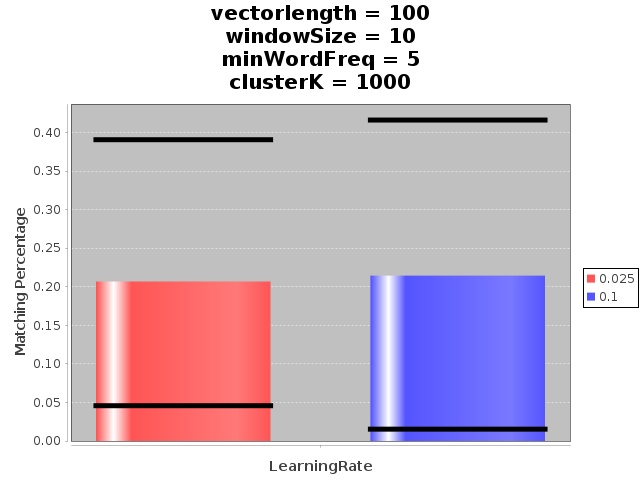 vectorlength = 100
windowSize = 10
minWordFreq = 5
clusterK = 1000
Matching Percentage
0.40
0.35
0.30
0.25
0.20
0.15
0.10
0.05
0.00
LearningRate
0.025
0.1